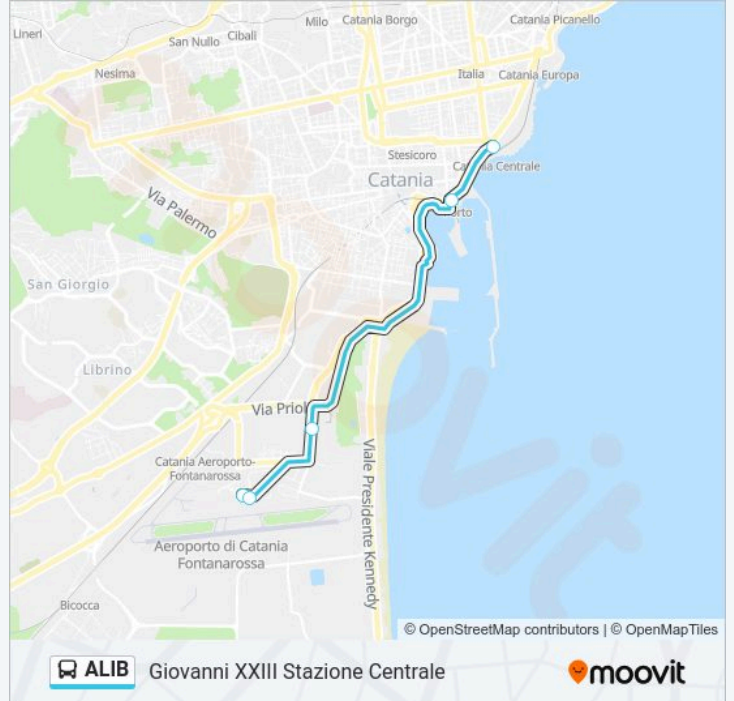 Lineri
Milo
Catania Borgo
Catania Picanello
San Nullo
Cibali
Nesima
Italia
Catania Europa
Stesicoro
Catania
Via Palermo
San Giorgio
Librino
Via Priol
Catania Aeroporto-
Fontanarossa
Viale Presidente Kennedy
Aeroporto di Catania
Fontanarossa
Bicocca
© OpenStreetMap contributors | © OpenMapTiles
ALIB
Giovanni XXIII Stazione Centrale
moovit